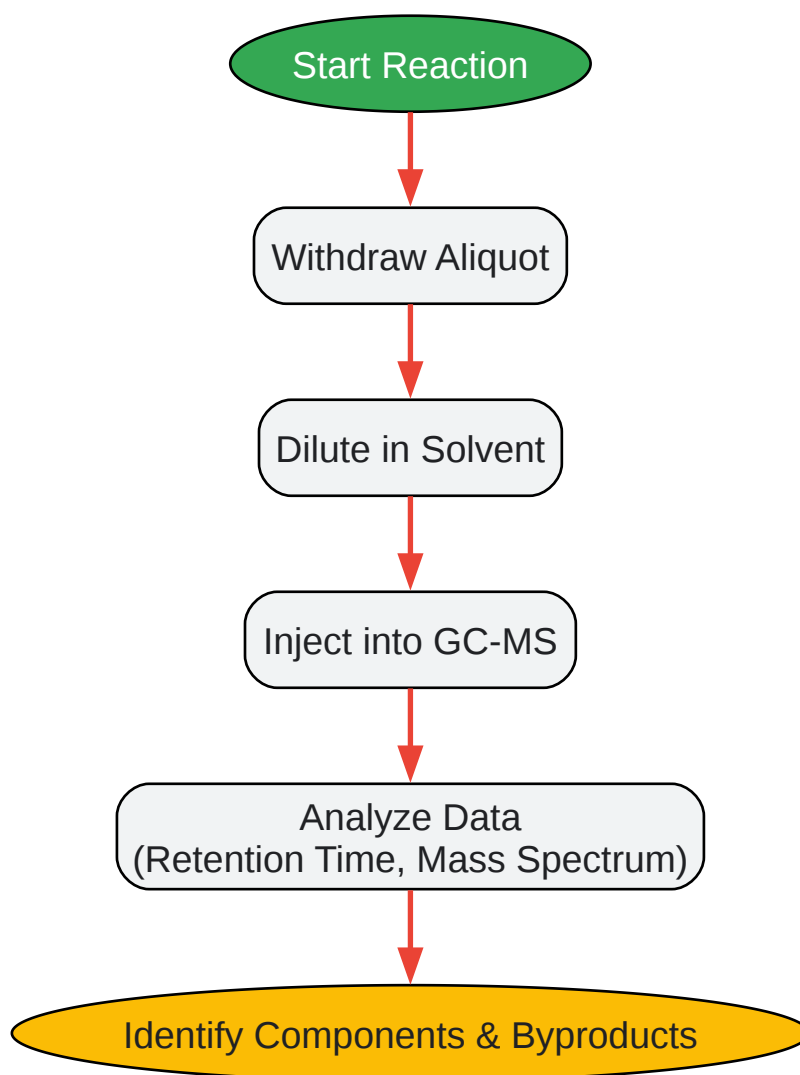 Start Reaction
Withdraw Aliquot
Dilute in Solvent
Inject into GC-MS
Analyze Data
(Retention Time, Mass Spectrum)
Identify Components & Byproducts